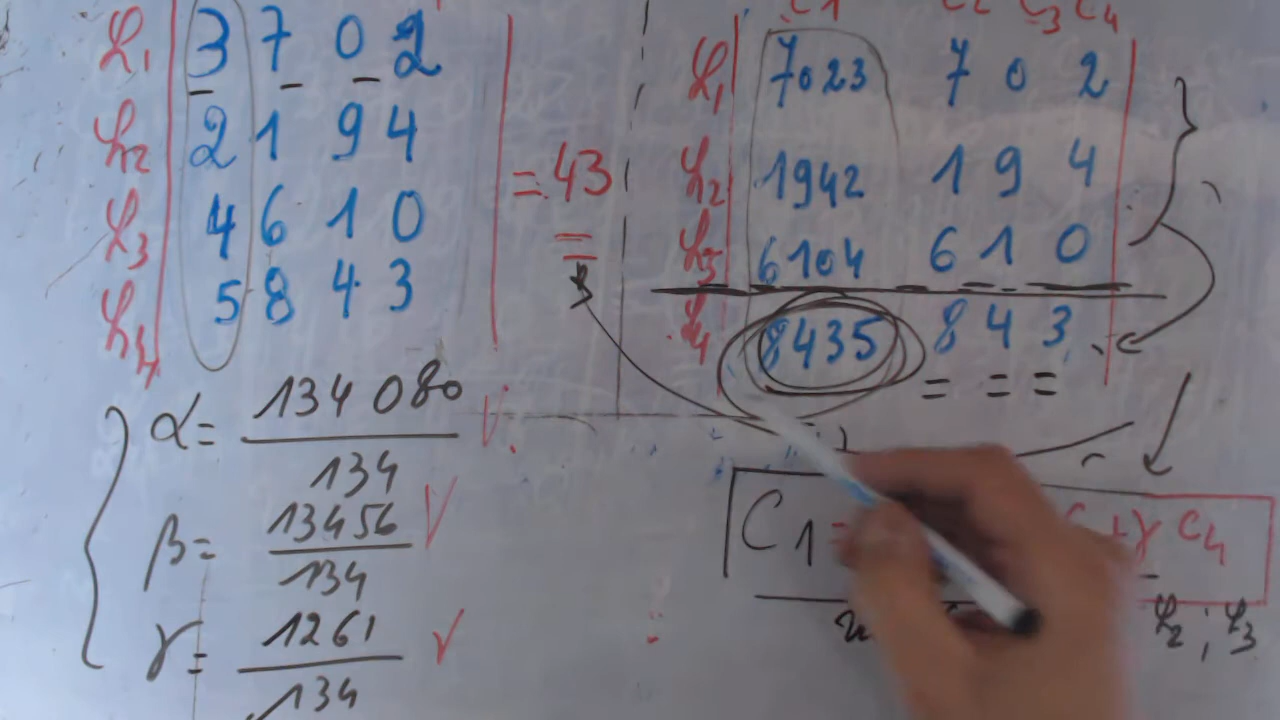 L1 | 3 7 0 2 |
L2 | 2 1 9 4 | = 43
L3 | 4 6 1 0 |
L4 | 5 8 4 3 |
C1 C2 C3 C4
L1 | 7023 7 0 2 |
L2 | 1942 1 9 4 |
L3 | 6104 6 1 0 |
L4 | 8435 8 4 3 |
α = 134 080 / 134 V
β = 13456 / 134 V
γ = 1261 / 134 V
C1 = + γ C4
L2 ; L3